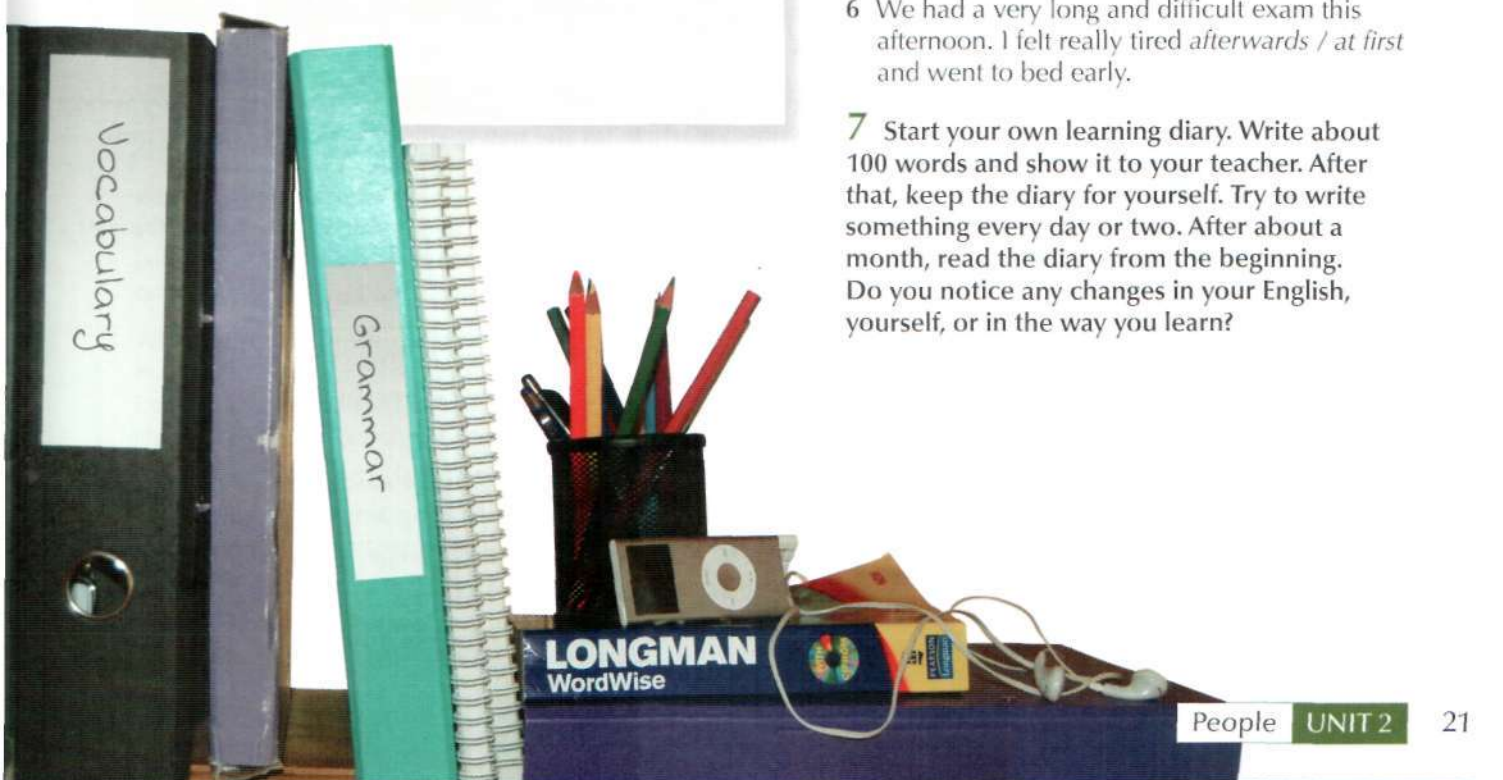 6 We had a very long and difficult exam this
afternoon. I felt really tired afterwards / at first
and went to bed early.
7 Start your own learning diary. Write about
100 words and show it to your teacher. After
that, keep the diary for yourself. Try to write
something every day or two. After about a
month, read the diary from the beginning.
Do you notice any changes in your English,
yourself, or in the way you learn?
Vocabulary
Grammar
LONGMAN
WordWise
PEARSON
Longman
People UNIT 2 21